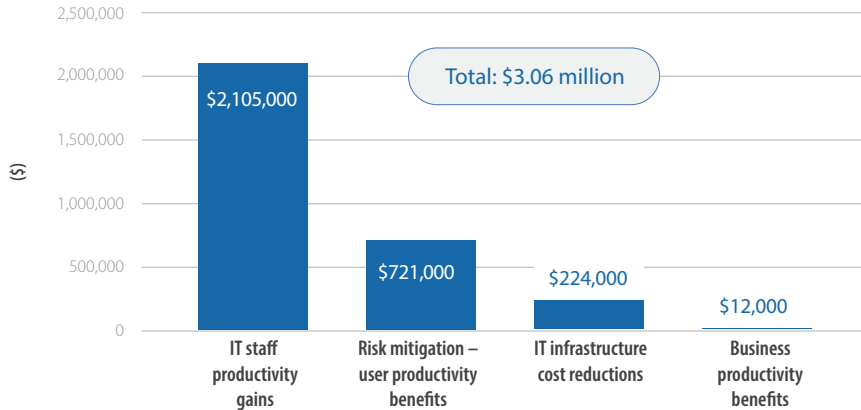 2,500,000
2,000,000
1,500,000
1,000,000
500,000
0
($)
Total: $3.06 million
$2,105,000
$721,000
$224,000
$12,000
IT staff
productivity
gains
Risk mitigation –
user productivity
benefits
IT infrastructure
cost reductions
Business
productivity
benefits